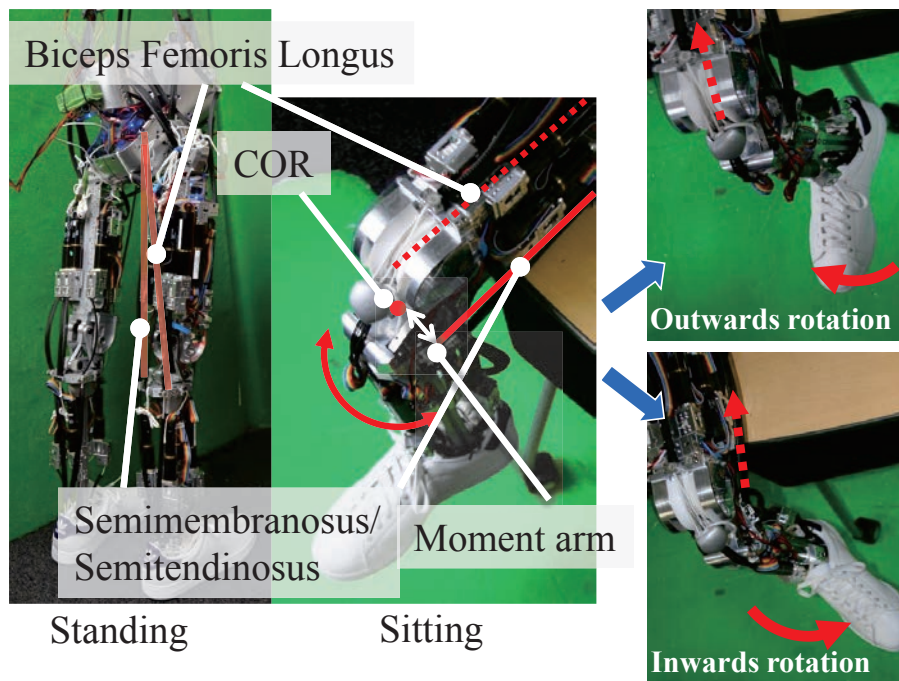 Biceps Femoris Longus
COR
Semimembranosus/
Semitendinosus
Moment arm
Standing
Sitting
Outwards rotation
Inwards rotation